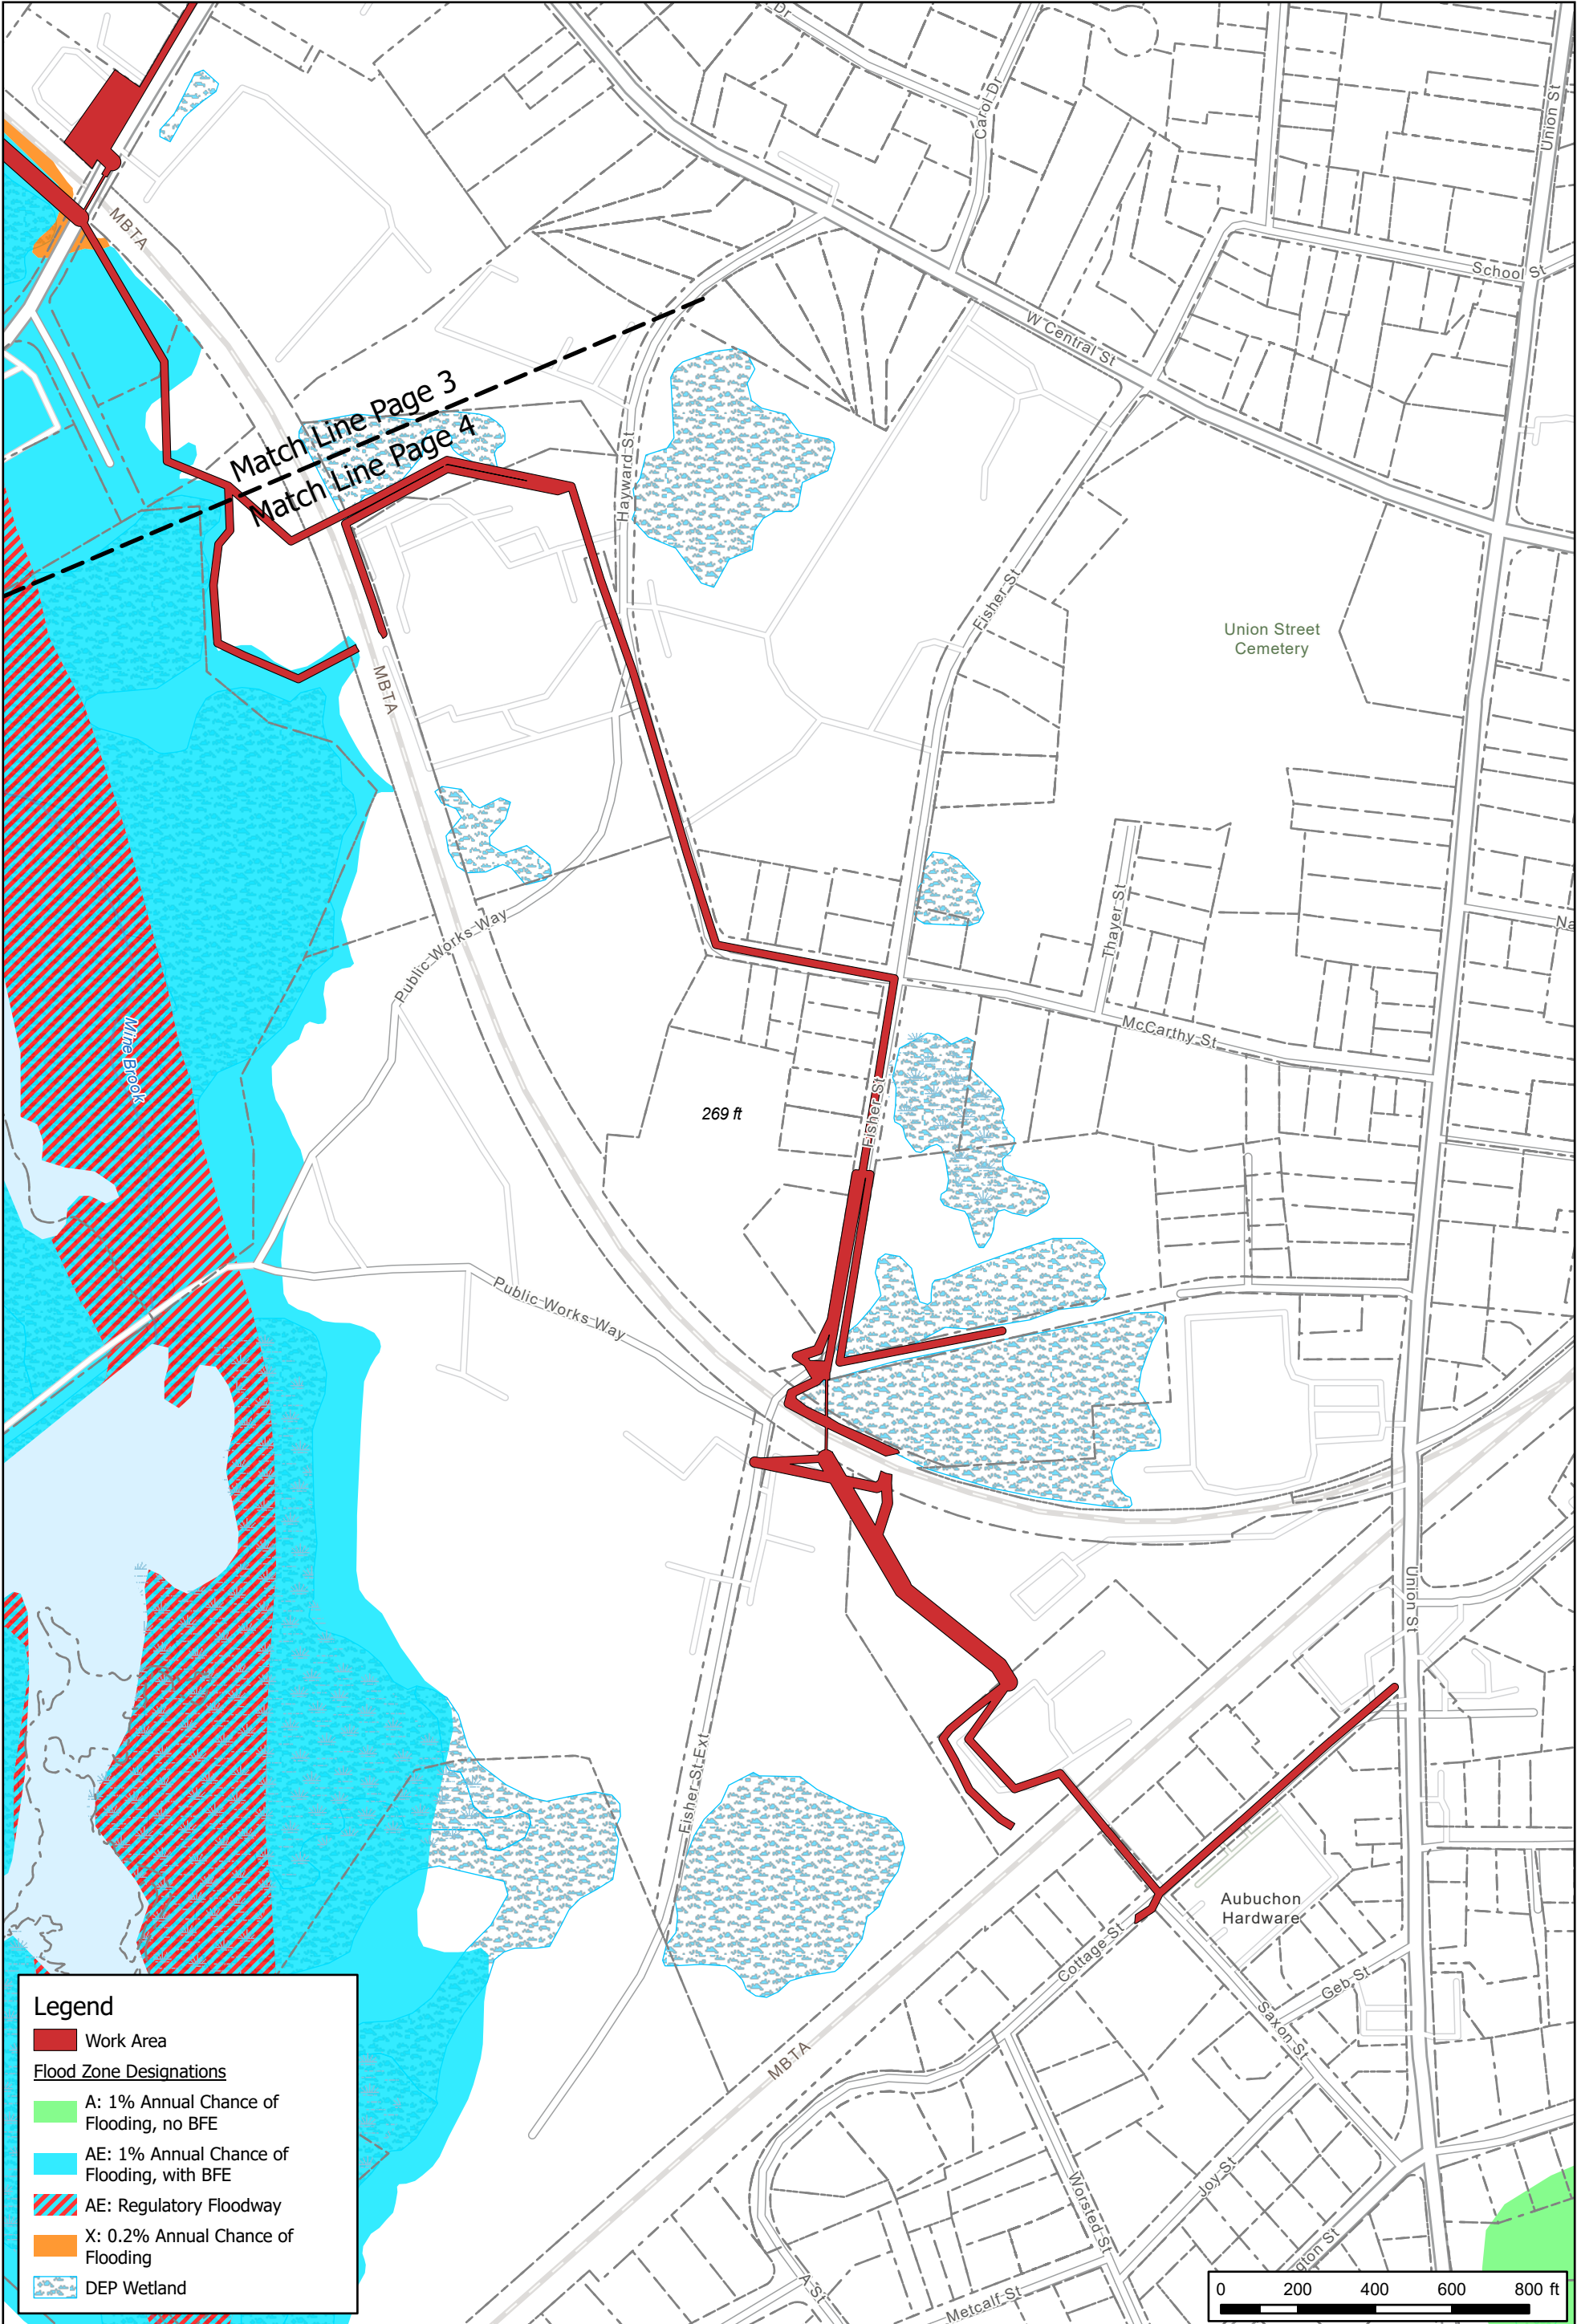 Dr
Carol Dr
Union St
MBTA
School St
W Central St
Match Line Page 3
Match Line Page 4
Hayward St
Fisher St
Union Street
Cemetery
MBTA
Thayer St
Na
Public Works Way
Mine Brook
McCarthy St
269 ft
Fisher St
Public Works Way
Union St
Fisher St Ext
Aubuchon
Hardware
Cottage St
Geb St
Saxon St
MBTA
Worsted St
Joy St
gton St
A St
Metcalf St
Legend
Work Area
Flood Zone Designations
A: 1% Annual Chance of
Flooding, no BFE
AE: 1% Annual Chance of
Flooding, with BFE
AE: Regulatory Floodway
X: 0.2% Annual Chance of
Flooding
DEP Wetland
0 200 400 600 800 ft